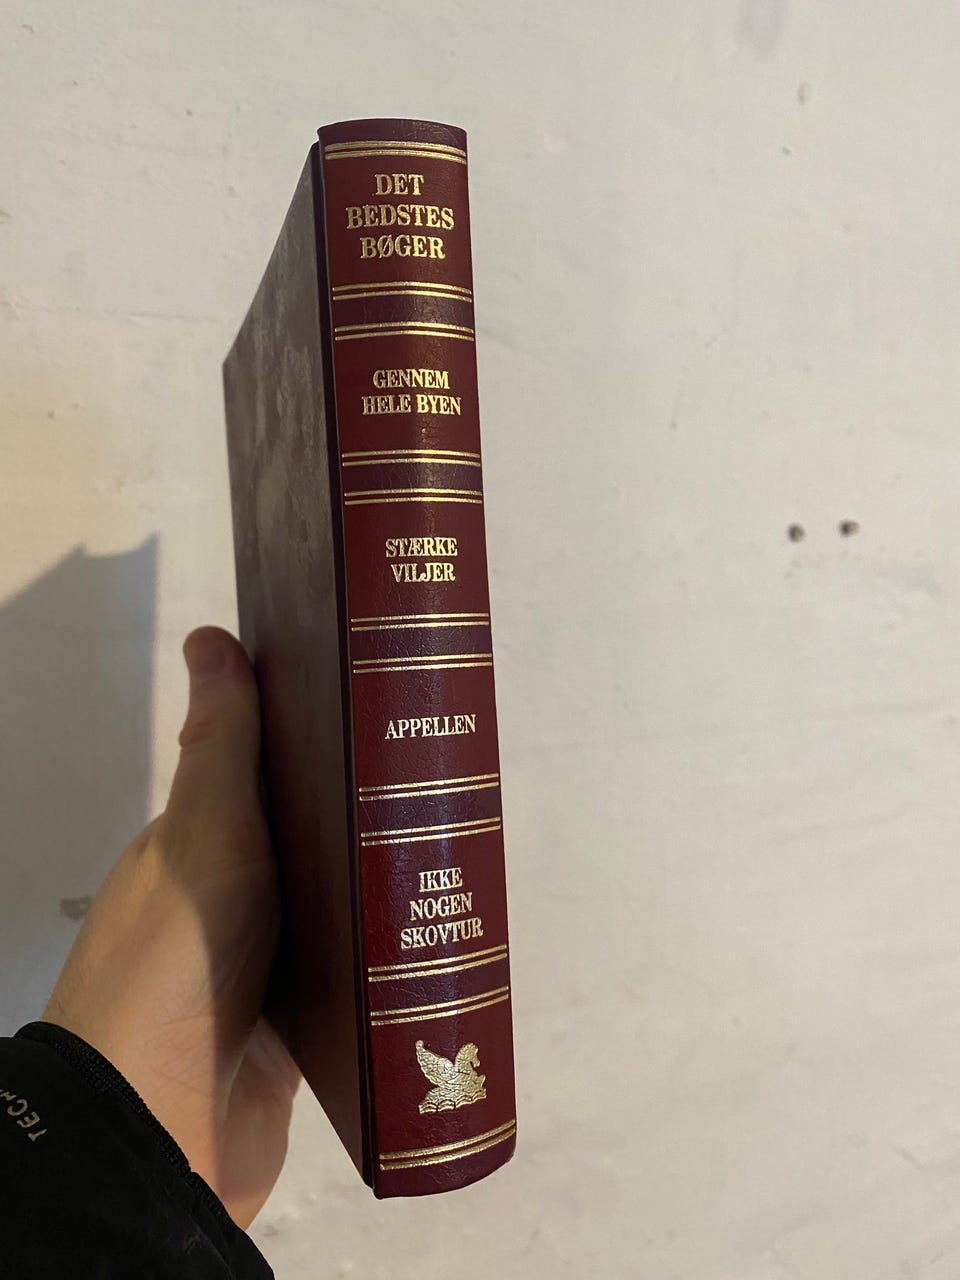 DET
BEDSTES
BØGER
GENNEM
HELE BYEN
STÆRKE
VILJER
APPELLEN
IKKE
NOGEN
SKOVTUR